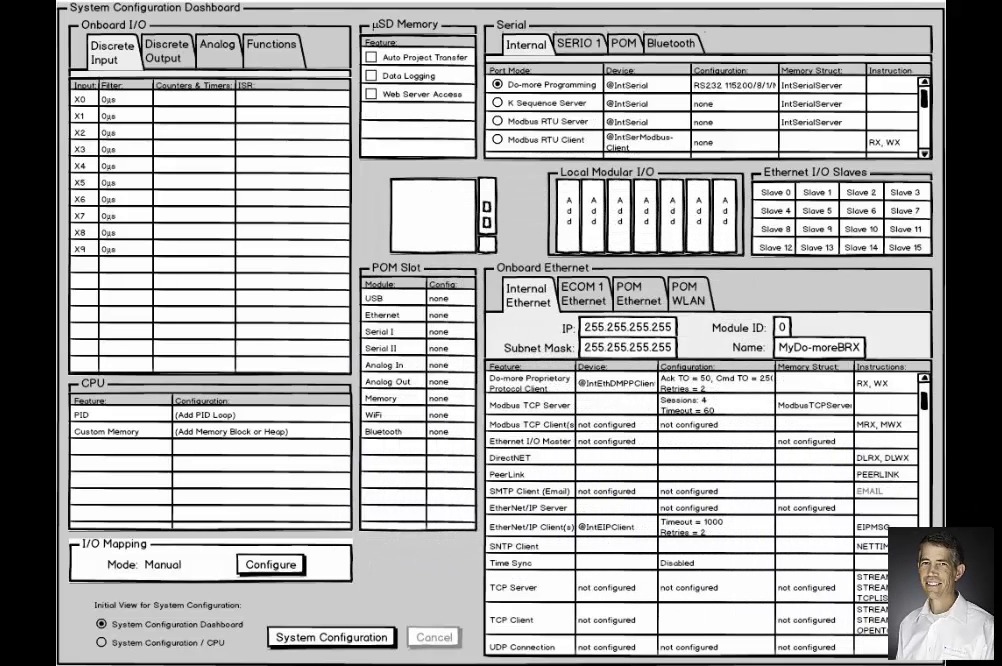 System Configuration Dashboard
Onboard I/O
Discrete Input
Discrete Output
Analog
Functions
Input: Filter: Counters & Timers: ISR:
X0 0µs
X1 0µs
X2 0µs
X3 0µs
X4 0µs
X5 0µs
X6 0µs
X7 0µs
X8 0µs
X9 0µs
CPU
Feature: Configuration:
PID (Add PID Loop)
Custom Memory (Add Memory Block or Heap)
I/O Mapping
Mode: Manual Configure
Initial View for System Configuration:
System Configuration Dashboard
System Configuration / CPU
System Configuration Cancel
µSD Memory
Feature:
Auto Project Transfer
Data Logging
Web Server Access
POM Slot
Module: Config:
USB none
Ethernet none
Serial I none
Serial II none
Analog In none
Analog Out none
Memory none
WiFi none
Bluetooth none
Serial
Internal SERIO 1 POM Bluetooth
Port Mode: Device: Configuration: Memory Struct: Instruction
Do-more Programming @IntSerial RS232 115200/8/1/ IntSerialServer
K Sequence Server @IntSerial none IntSerialServer
Modbus RTU Server @IntSerial none IntSerialServer
Modbus RTU Client @IntSerModbus-Client none RX, WX
Local Modular I/O
Add Add Add Add Add Add Add
Ethernet I/O Slaves
Slave 0 Slave 1 Slave 2 Slave 3
Slave 4 Slave 5 Slave 6 Slave 7
Slave 8 Slave 9 Slave 10 Slave 11
Slave 12 Slave 13 Slave 14 Slave 15
Onboard Ethernet
Internal Ethernet
ECOM 1 Ethernet
POM Ethernet
POM WLAN
IP: 255.255.255.255 Module ID: 0
Subnet Mask: 255.255.255.255 Name: MyDo-moreBRX
Feature: Device: Configuration: Memory Struct: Instructions:
Do-more Proprietary Protocol Client @IntEthDMPPClien Ack TO = 50, Cmd TO = 25( Retries = 2 RX, WX
Modbus TCP Server Sessions: 4 Timeout = 60 ModbusTCPServer
Modbus TCP Client(s not configured not configured MRX, MWX
Ethernet I/O Master not configured not configured
DirectNET DLRX, DLWX
PeerLink PEERLINK
SMTP Client (Email) not configured not configured EMAIL
EtherNet/IP Server not configured not configured
EtherNet/IP Client(s) @IntEIPClient Timeout = 1000 Retries = 2 EIPMSG
SNTP Client NETTIM
Time Sync Disabled
TCP Server not configured not configured not configured STREA STREA TCPLIS
TCP Client not configured not configured not configured STREA STREA OPENT
UDP Connection not configured not configured not configured